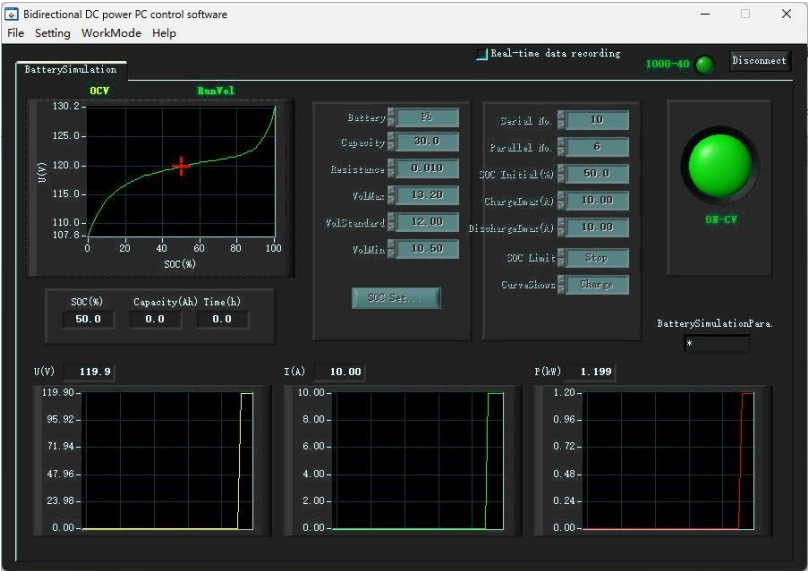 Bidirectional DC power PC control software
File Setting WorkMode Help
Real-time data recording
1000-40
Disconnect
BatterySimulation
OCV RunVol
130.2
125.0
120.0
115.0
110.0
107.8
U(V)
0 20 40 60 80 100
SOC(%)
SOC(%) Capacity(Ah) Time(h)
50.0 0.0 0.0
Battery Pb
Capacity 30.0
Resistance 0.010
VolMax 13.20
VolStandard 12.00
VolMin 10.50
SOC Set...
Serial No. 10
Parallel No. 6
SOC Initial(%) 50.0
ChargeImax(A) 10.00
DischargeImax(A) 10.00
SOC Limit Stop
CurveShows Charge
ON-CV
BatterySimulationPara.
*
U(V) 119.9
119.90
95.92
71.94
47.96
23.98
0.00
I(A) 10.00
10.00
8.00
6.00
4.00
2.00
0.00
P(kW) 1.199
1.20
0.96
0.72
0.48
0.24
0.00